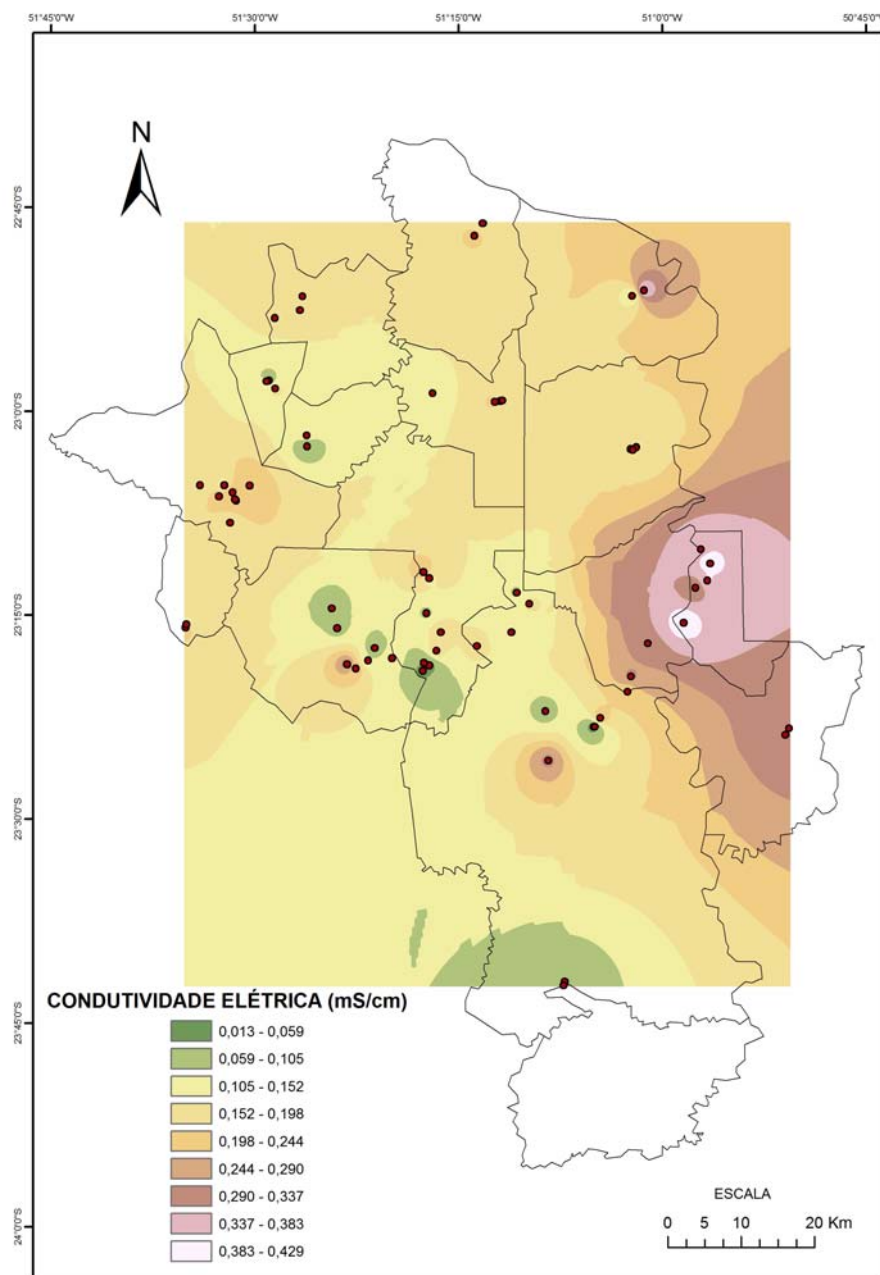 51°45'0"W 51°30'0"W 51°15'0"W 51°0'0"W 50°45'0"W
N
22°45'0"S
21°0'0"S
23°15'0"S
23°30'0"S
23°45'0"S
24°0'0"S
CONDUTIVIDADE ELÉTRICA (mS/cm)
0,013 - 0,059
0,059 - 0,105
0,105 - 0,152
0,152 - 0,198
0,198 - 0,244
0,244 - 0,290
0,290 - 0,337
0,337 - 0,383
0,383 - 0,429
ESCALA
0 5 10 20 Km